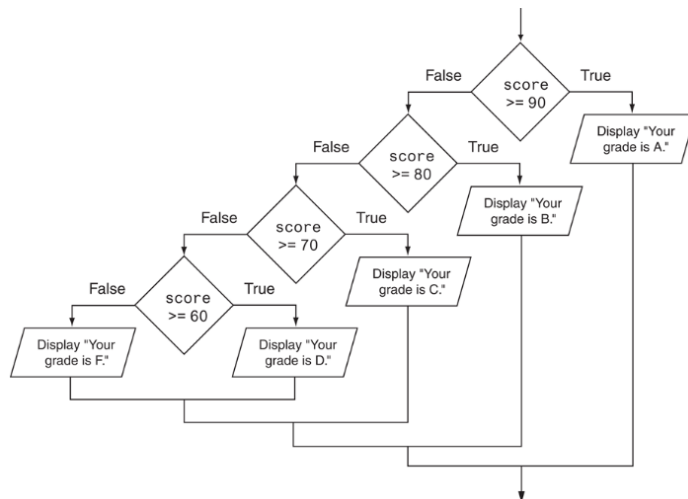 False
score
>= 90
True
Display "Your
grade is A."
False
score
>= 80
True
Display "Your
grade is B."
False
score
>= 70
True
Display "Your
grade is C."
False
score
>= 60
True
Display "Your
grade is F."
Display "Your
grade is D."